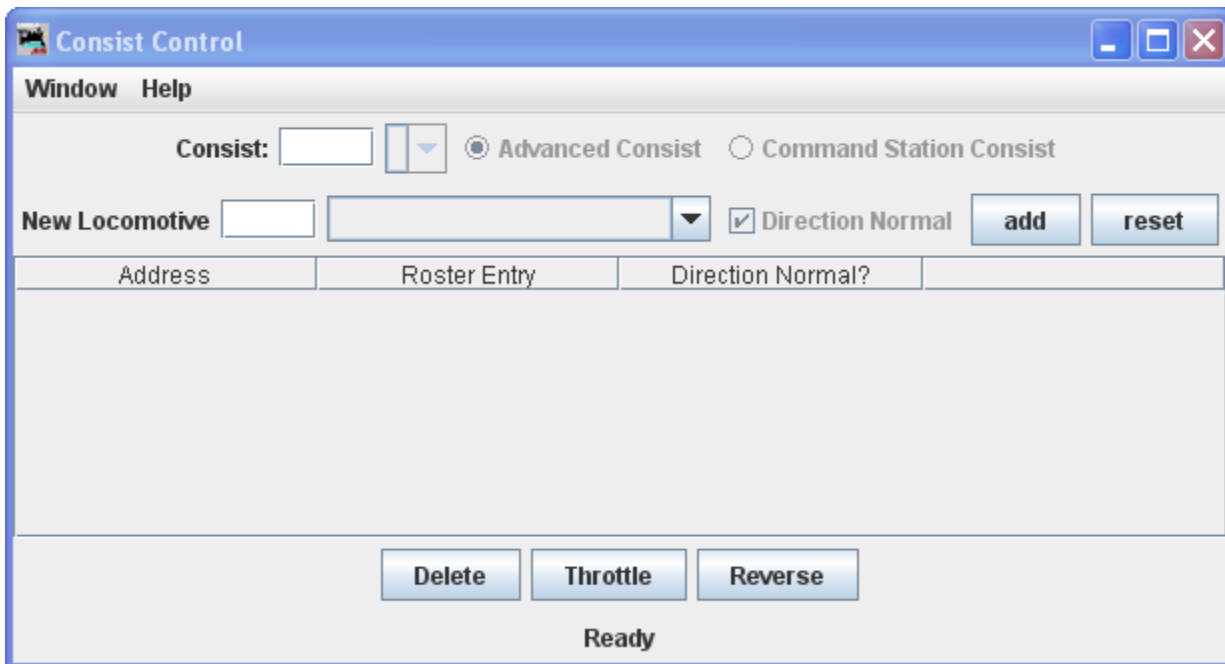 Consist Control
Window Help
Consist: Advanced Consist Command Station Consist
New Locomotive Direction Normal add reset
Address Roster Entry Direction Normal?
Delete Throttle Reverse
Ready